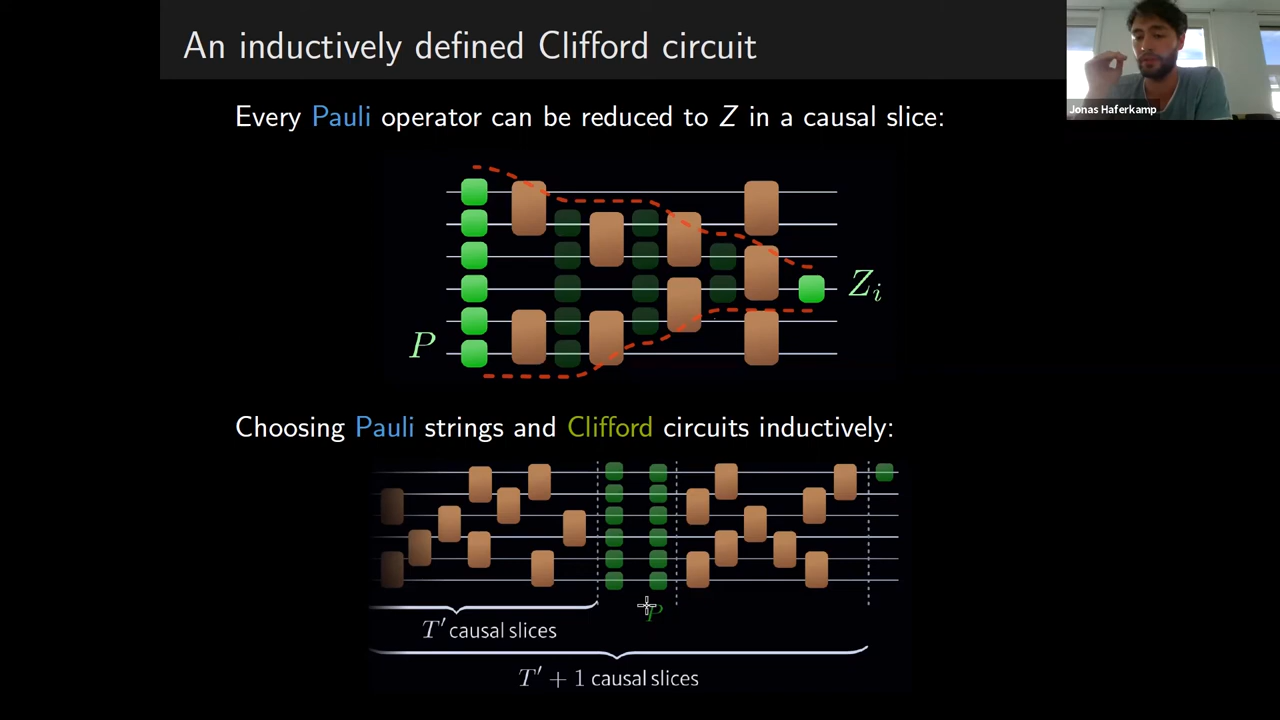 An inductively defined Clifford circuit
Jonas Haferkamp
Every Pauli operator can be reduced to Z in a causal slice:
Z_i
P
Choosing Pauli strings and Clifford circuits inductively:
P
T′ causal slices
T′ + 1 causal slices